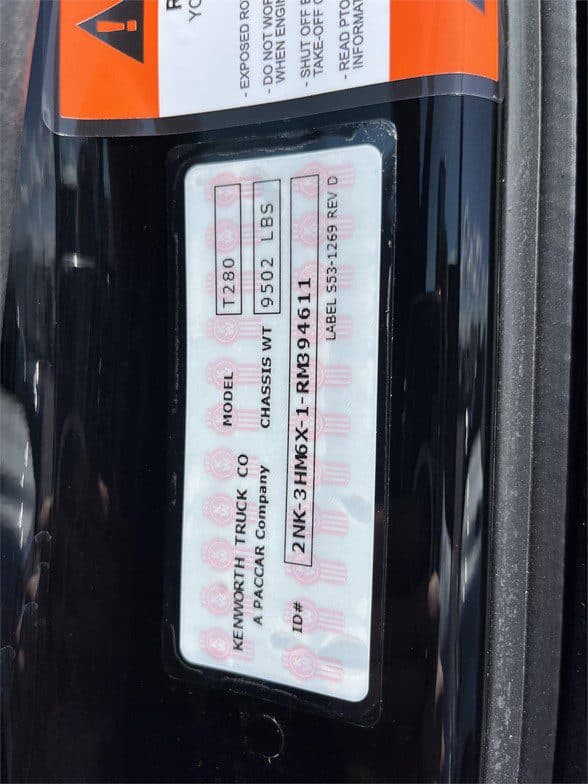 - EXPOSED RO
- DO NOT WOR
WHEN ENGIN
- SHUT OFF E
TAKE-OFF
- READ PTO
INFORMAT
KENWORTH TRUCK CO MODEL T280
A PACCAR Company CHASSIS WT 9502 LBS
ID# 2NK-3HM6X-1-RM394611
LABEL S53-1269 REV D